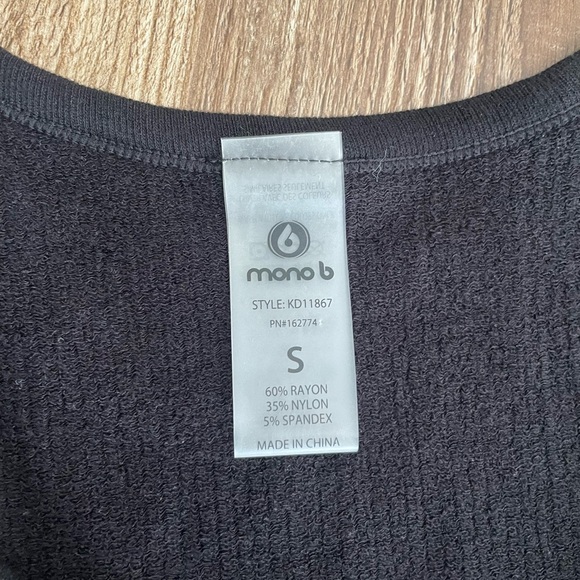 mono b
STYLE: KD11867
PN#162774
S
60% RAYON
35% NYLON
5% SPANDEX
MADE IN CHINA